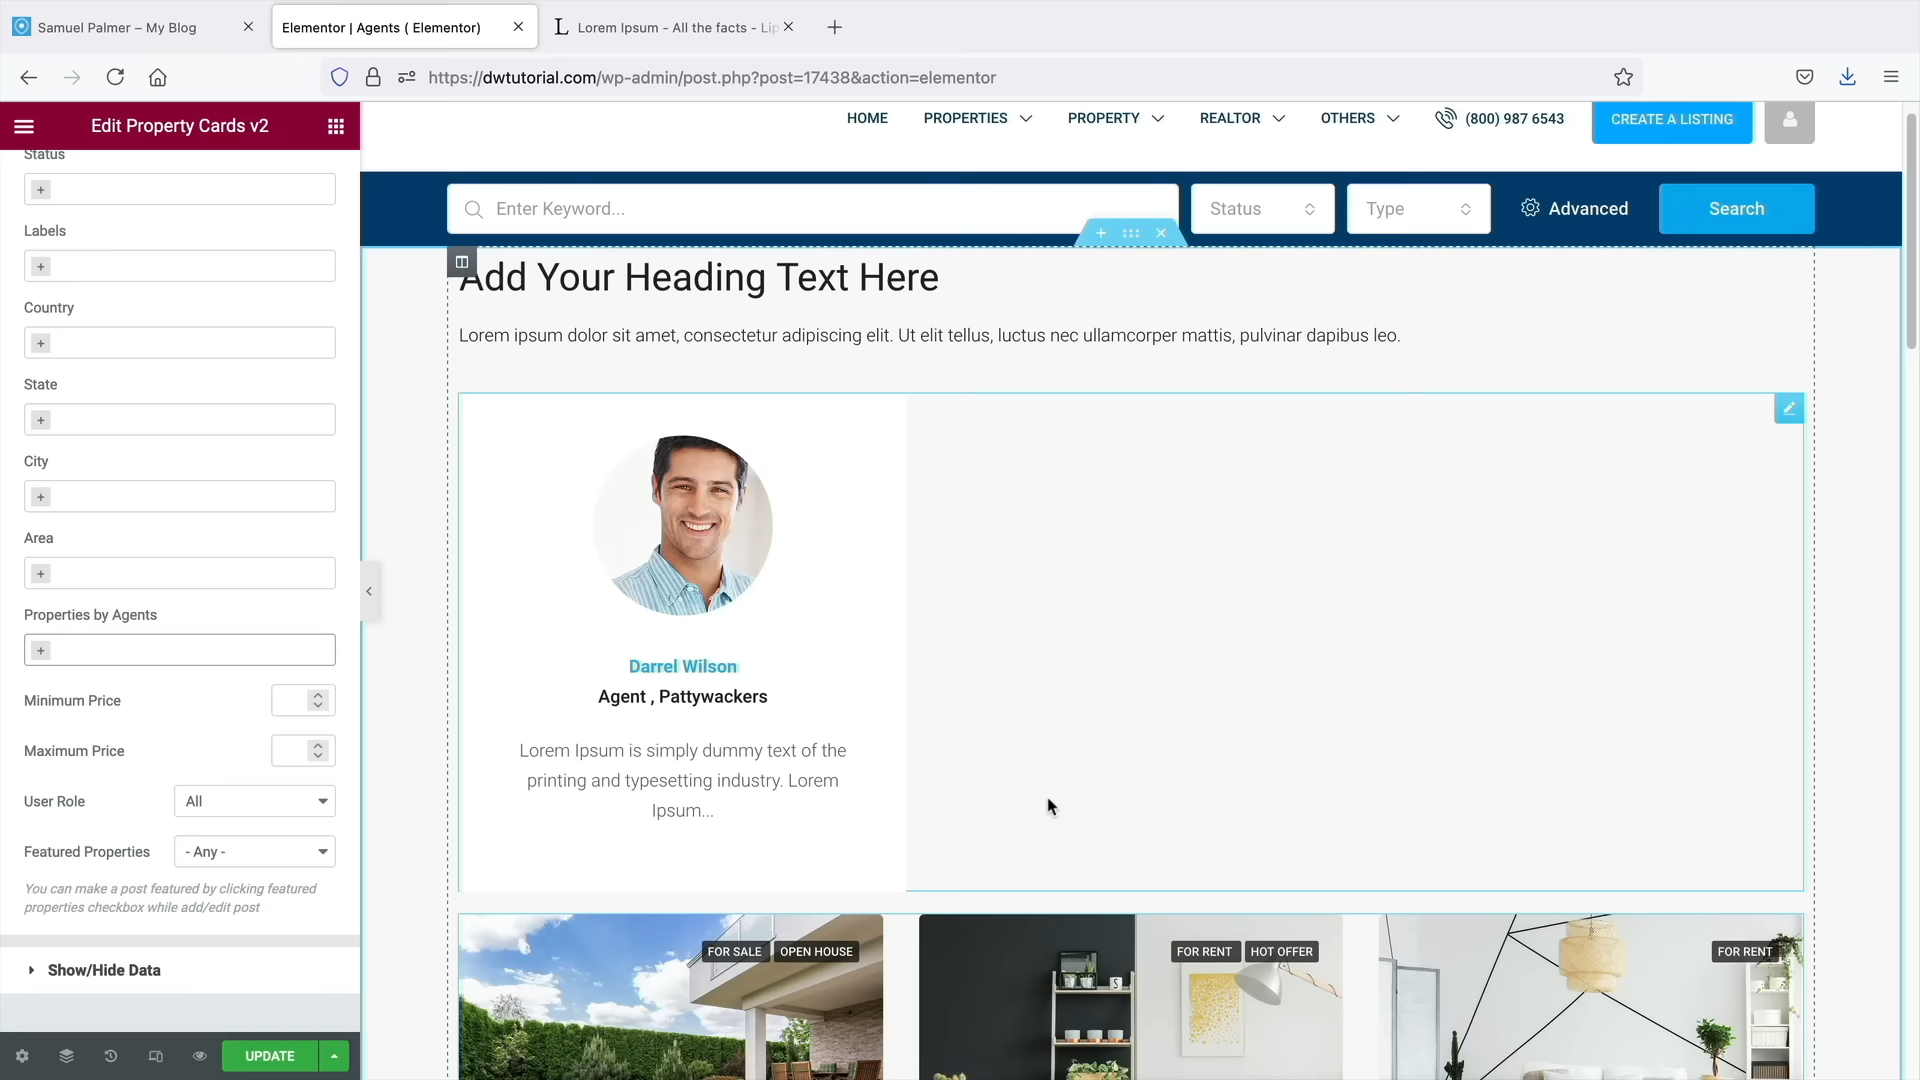 Samuel Palmer – My Blog
Elementor | Agents ( Elementor)
Lorem Ipsum - All the facts - Lip
https://dwtutorial.com/wp-admin/post.php?post=17438&action=elementor
Edit Property Cards v2
HOME
PROPERTIES
PROPERTY
REALTOR
OTHERS
(800) 987 6543
CREATE A LISTING
Status
Enter Keyword...
Status
Type
Advanced
Search
Labels
Add Your Heading Text Here
Country
Lorem ipsum dolor sit amet, consectetur adipiscing elit. Ut elit tellus, luctus nec ullamcorper mattis, pulvinar dapibus leo.
State
City
Area
Properties by Agents
Darrel Wilson
Agent , Pattywackers
Minimum Price
Maximum Price
Lorem Ipsum is simply dummy text of the
printing and typesetting industry. Lorem
Ipsum...
User Role
All
Featured Properties
- Any -
You can make a post featured by clicking featured
properties checkbox while add/edit post
Show/Hide Data
FOR SALE
OPEN HOUSE
FOR RENT
HOT OFFER
FOR RENT
UPDATE